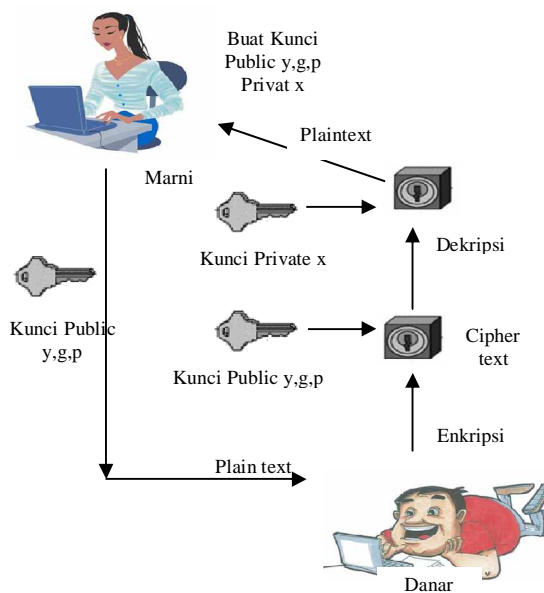 Buat Kunci
Public y,g,p
Privat x
Plaintext
Marni
Kunci Private x
Dekripsi
Kunci Public
y,g,p
Kunci Public y,g,p
Cipher
text
Enkripsi
Plain text
Danar